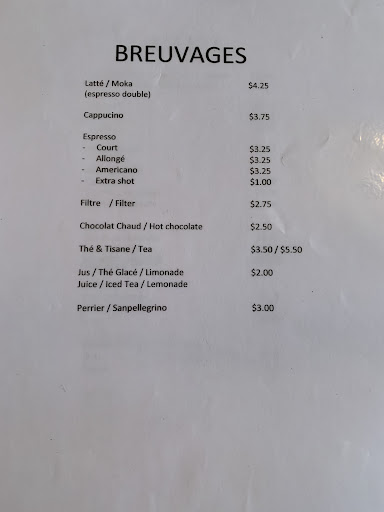 BREUVAGES
Latté / Moka $4.25
(espresso double)
Cappucino $3.75
Espresso
- Court $3.25
- Allongé $3.25
- Americano $3.25
- Extra shot $1.00
Filtre / Filter $2.75
Chocolat Chaud / Hot chocolate $2.50
Thé & Tisane / Tea $3.50 / $5.50
Jus / Thé Glacé / Limonade $2.00
Juice / Iced Tea / Lemonade
Perrier / Sanpellegrino $3.00